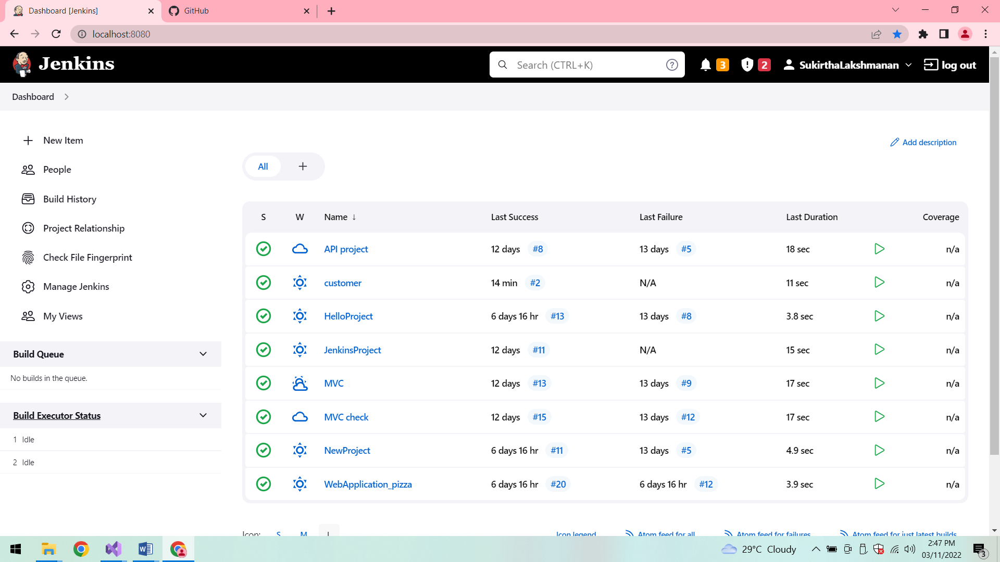 Dashboard [Jenkins]
GitHub
localhost:8080
Jenkins
Search (CTRL+K)
3
2
SukirthaLakshmanan
log out
Dashboard
New Item
People
Build History
Project Relationship
Check File Fingerprint
Manage Jenkins
My Views
Build Queue
No builds in the queue.
Build Executor Status
1 Idle
2 Idle
Add description
All
S W Name ↓ Last Success Last Failure Last Duration Coverage
API project 12 days #8 13 days #5 18 sec n/a
customer 14 min #2 N/A 11 sec n/a
HelloProject 6 days 16 hr #13 13 days #8 3.8 sec n/a
JenkinsProject 12 days #11 N/A 15 sec n/a
MVC 12 days #13 13 days #9 17 sec n/a
MVC check 12 days #15 13 days #12 17 sec n/a
NewProject 6 days 16 hr #11 13 days #5 4.9 sec n/a
WebApplication_pizza 6 days 16 hr #20 6 days 16 hr #12 3.9 sec n/a
Icon: S M L Icon legend Atom feed for all Atom feed for failures Atom feed for just latest builds
29°C Cloudy
2:47 PM
03/11/2022
3